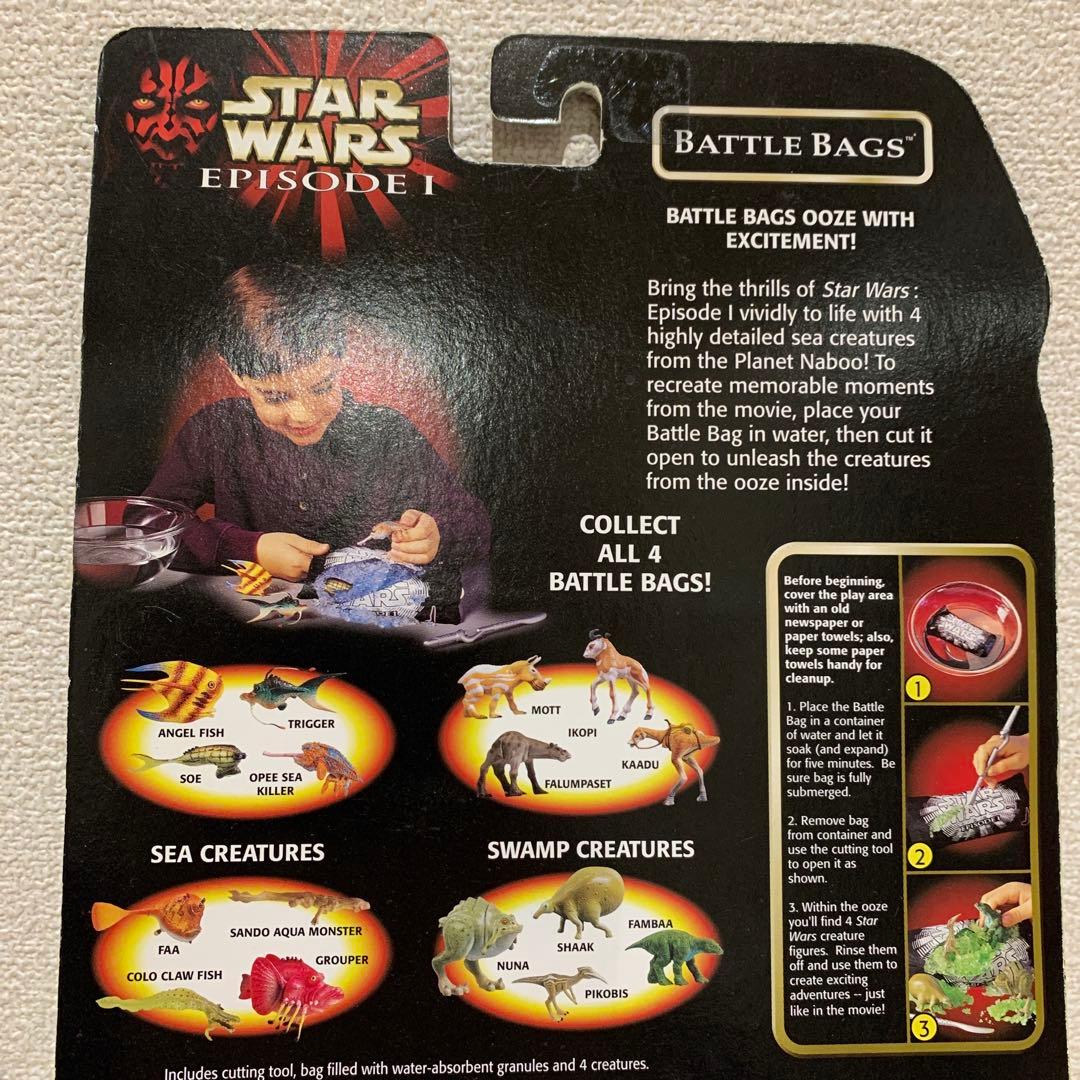 STAR
WARS
EPISODE I
BATTLE BAGS™
BATTLE BAGS OOZE WITH
EXCITEMENT!
Bring the thrills of Star Wars:
Episode I vividly to life with 4
highly detailed sea creatures
from the Planet Naboo! To
recreate memorable moments
from the movie, place your
Battle Bag in water, then cut it
open to unleash the creatures
from the ooze inside!
COLLECT
ALL 4
BATTLE BAGS!
ANGEL FISH
TRIGGER
SOE
OPEE SEA
KILLER
SEA CREATURES
MOTT
IKOPI
KAADU
FALUMPASET
SWAMP CREATURES
FAA
SANDO AQUA MONSTER
COLO CLAW FISH
GROUPER
NUNA
SHAAK
FAMBAA
PIKOBIS
Before beginning,
cover the play area
with an old
newspaper or
paper towels; also,
keep some paper
towels handy for
cleanup.
1. Place the Battle
Bag in a container
of water and let it
soak (and expand)
for five minutes. Be
sure bag is fully
submerged.
2. Remove bag
from container and
use the cutting tool
to open it as
shown.
3. Within the ooze
you'll find 4 Star
Wars creature
figures. Rinse them
off and use them to
create exciting
adventures -- just
like in the movie!
1
STAR
WARS
2
STAR
WARS
EPISODE I
3
Includes cutting tool, bag filled with water-absorbent granules and 4 creatures.